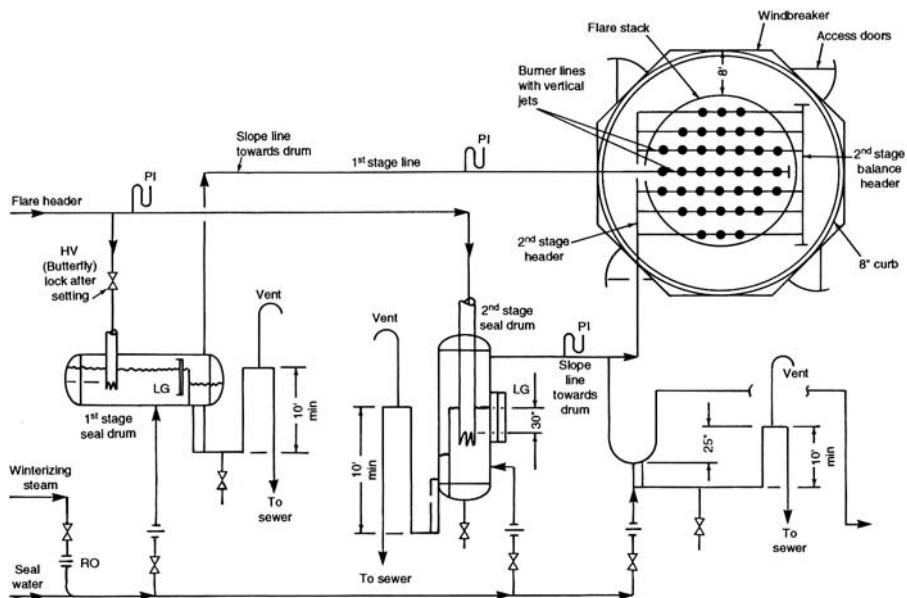 Windbreaker
Flare stack
Access doors
8'
Burner lines
with vertical
jets
Slope line
towards drum
PI
1st stage line
2nd stage
balance
header
PI
Flare header
2nd stage
header
8" curb
HV
(Butterfly)
lock after
setting
Vent
2nd stage
seal drum
Vent
PI
Slope
line
towards
drum
Vent
LG
LG
1st stage
seal drum
10'
min
30"
25"
10'
min
10'
min
Winterizing
steam
To
sewer
To
sewer
RO
To sewer
Seal
water